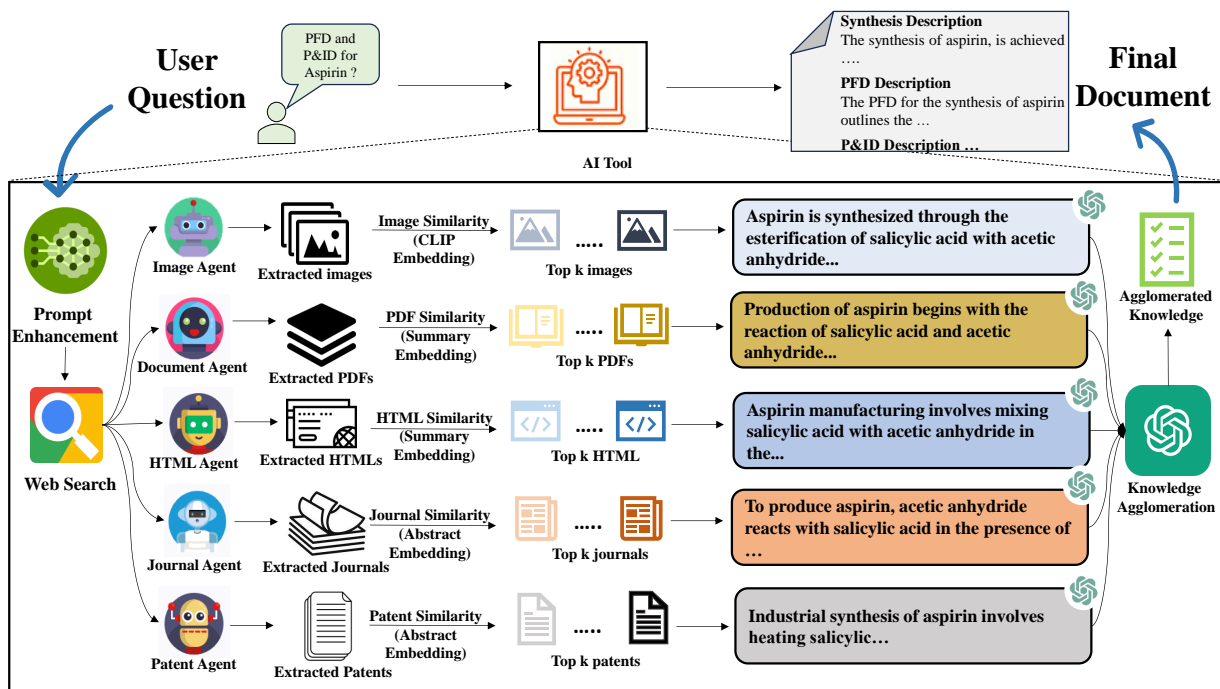 User
Question
PFD and
P&ID for
Aspirin ?
AI Tool
Synthesis Description
The synthesis of aspirin, is achieved
….
PFD Description
The PFD for the synthesis of aspirin
outlines the …
P&ID Description …
Final
Document
Prompt
Enhancement
Web Search
Image Agent
Extracted images
Image Similarity
(CLIP
Embedding)
.....
Top k images
Aspirin is synthesized through the
esterification of salicylic acid with acetic
anhydride...
Document Agent
Extracted PDFs
PDF Similarity
(Summary
Embedding)
.....
Top k PDFs
Production of aspirin begins with the
reaction of salicylic acid and acetic
anhydride...
HTML Agent
Extracted HTMLs
HTML Similarity
(Summary
Embedding)
</>
.....
</>
Top k HTML
Aspirin manufacturing involves mixing
salicylic acid with acetic anhydride in
the...
Journal Agent
Extracted Journals
Journal Similarity
(Abstract
Embedding)
.....
Top k journals
To produce aspirin, acetic anhydride
reacts with salicylic acid in the presence of
…
Patent Agent
Extracted Patents
Patent Similarity
(Abstract
Embedding)
.....
Top k patents
Industrial synthesis of aspirin involves
heating salicylic…
Agglomerated
Knowledge
Knowledge
Agglomeration